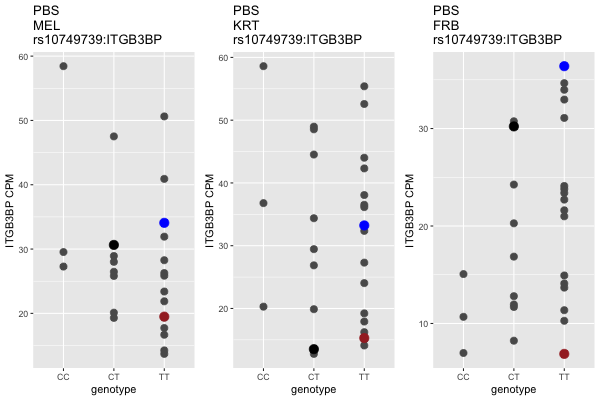 PBS
MEL
rs10749739:ITGB3BP
60
50
40
30
20
ITGB3BP CPM
CC
CT
TT
genotype
PBS
KRT
rs10749739:ITGB3BP
60
50
40
30
20
ITGB3BP CPM
CC
CT
TT
genotype
PBS
FRB
rs10749739:ITGB3BP
30
20
10
ITGB3BP CPM
CC
CT
TT
genotype